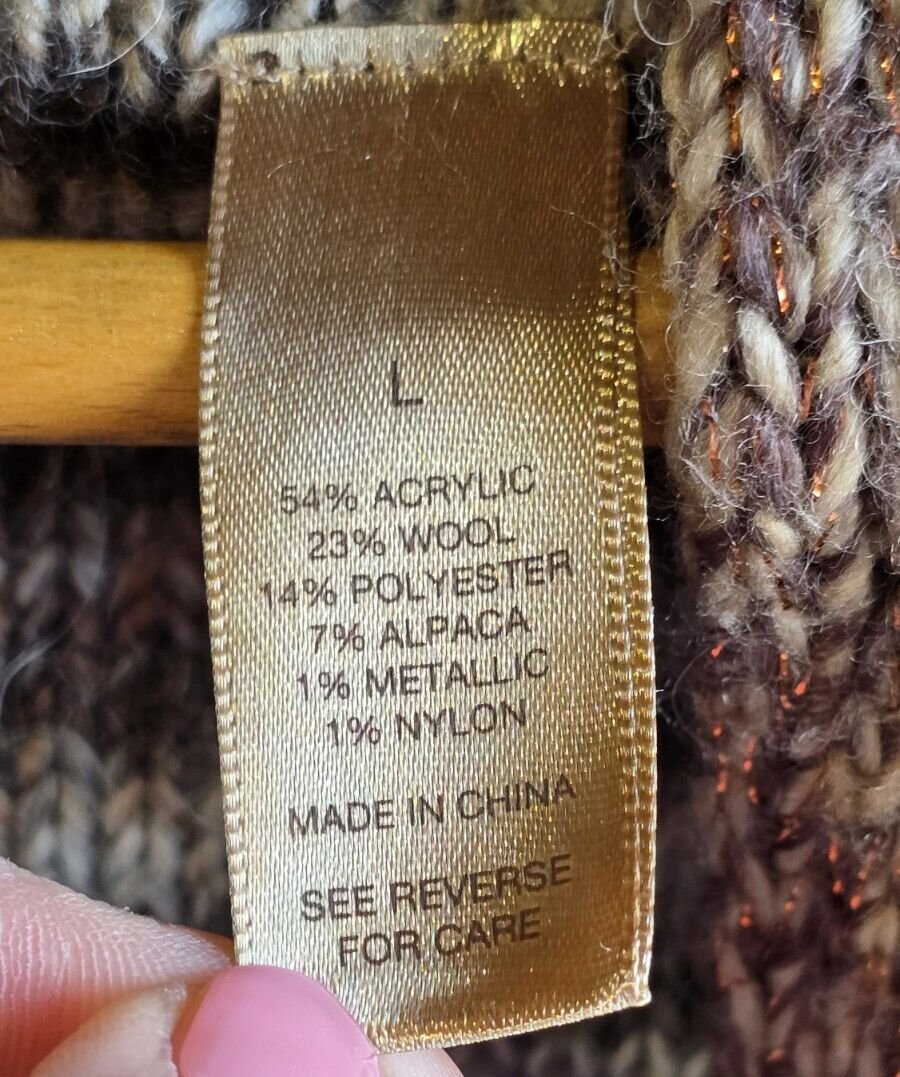 L
54% ACRYLIC
23% WOOL
14% POLYESTER
7% ALPACA
1% METALLIC
1% NYLON
MADE IN CHINA
SEE REVERSE
FOR CARE